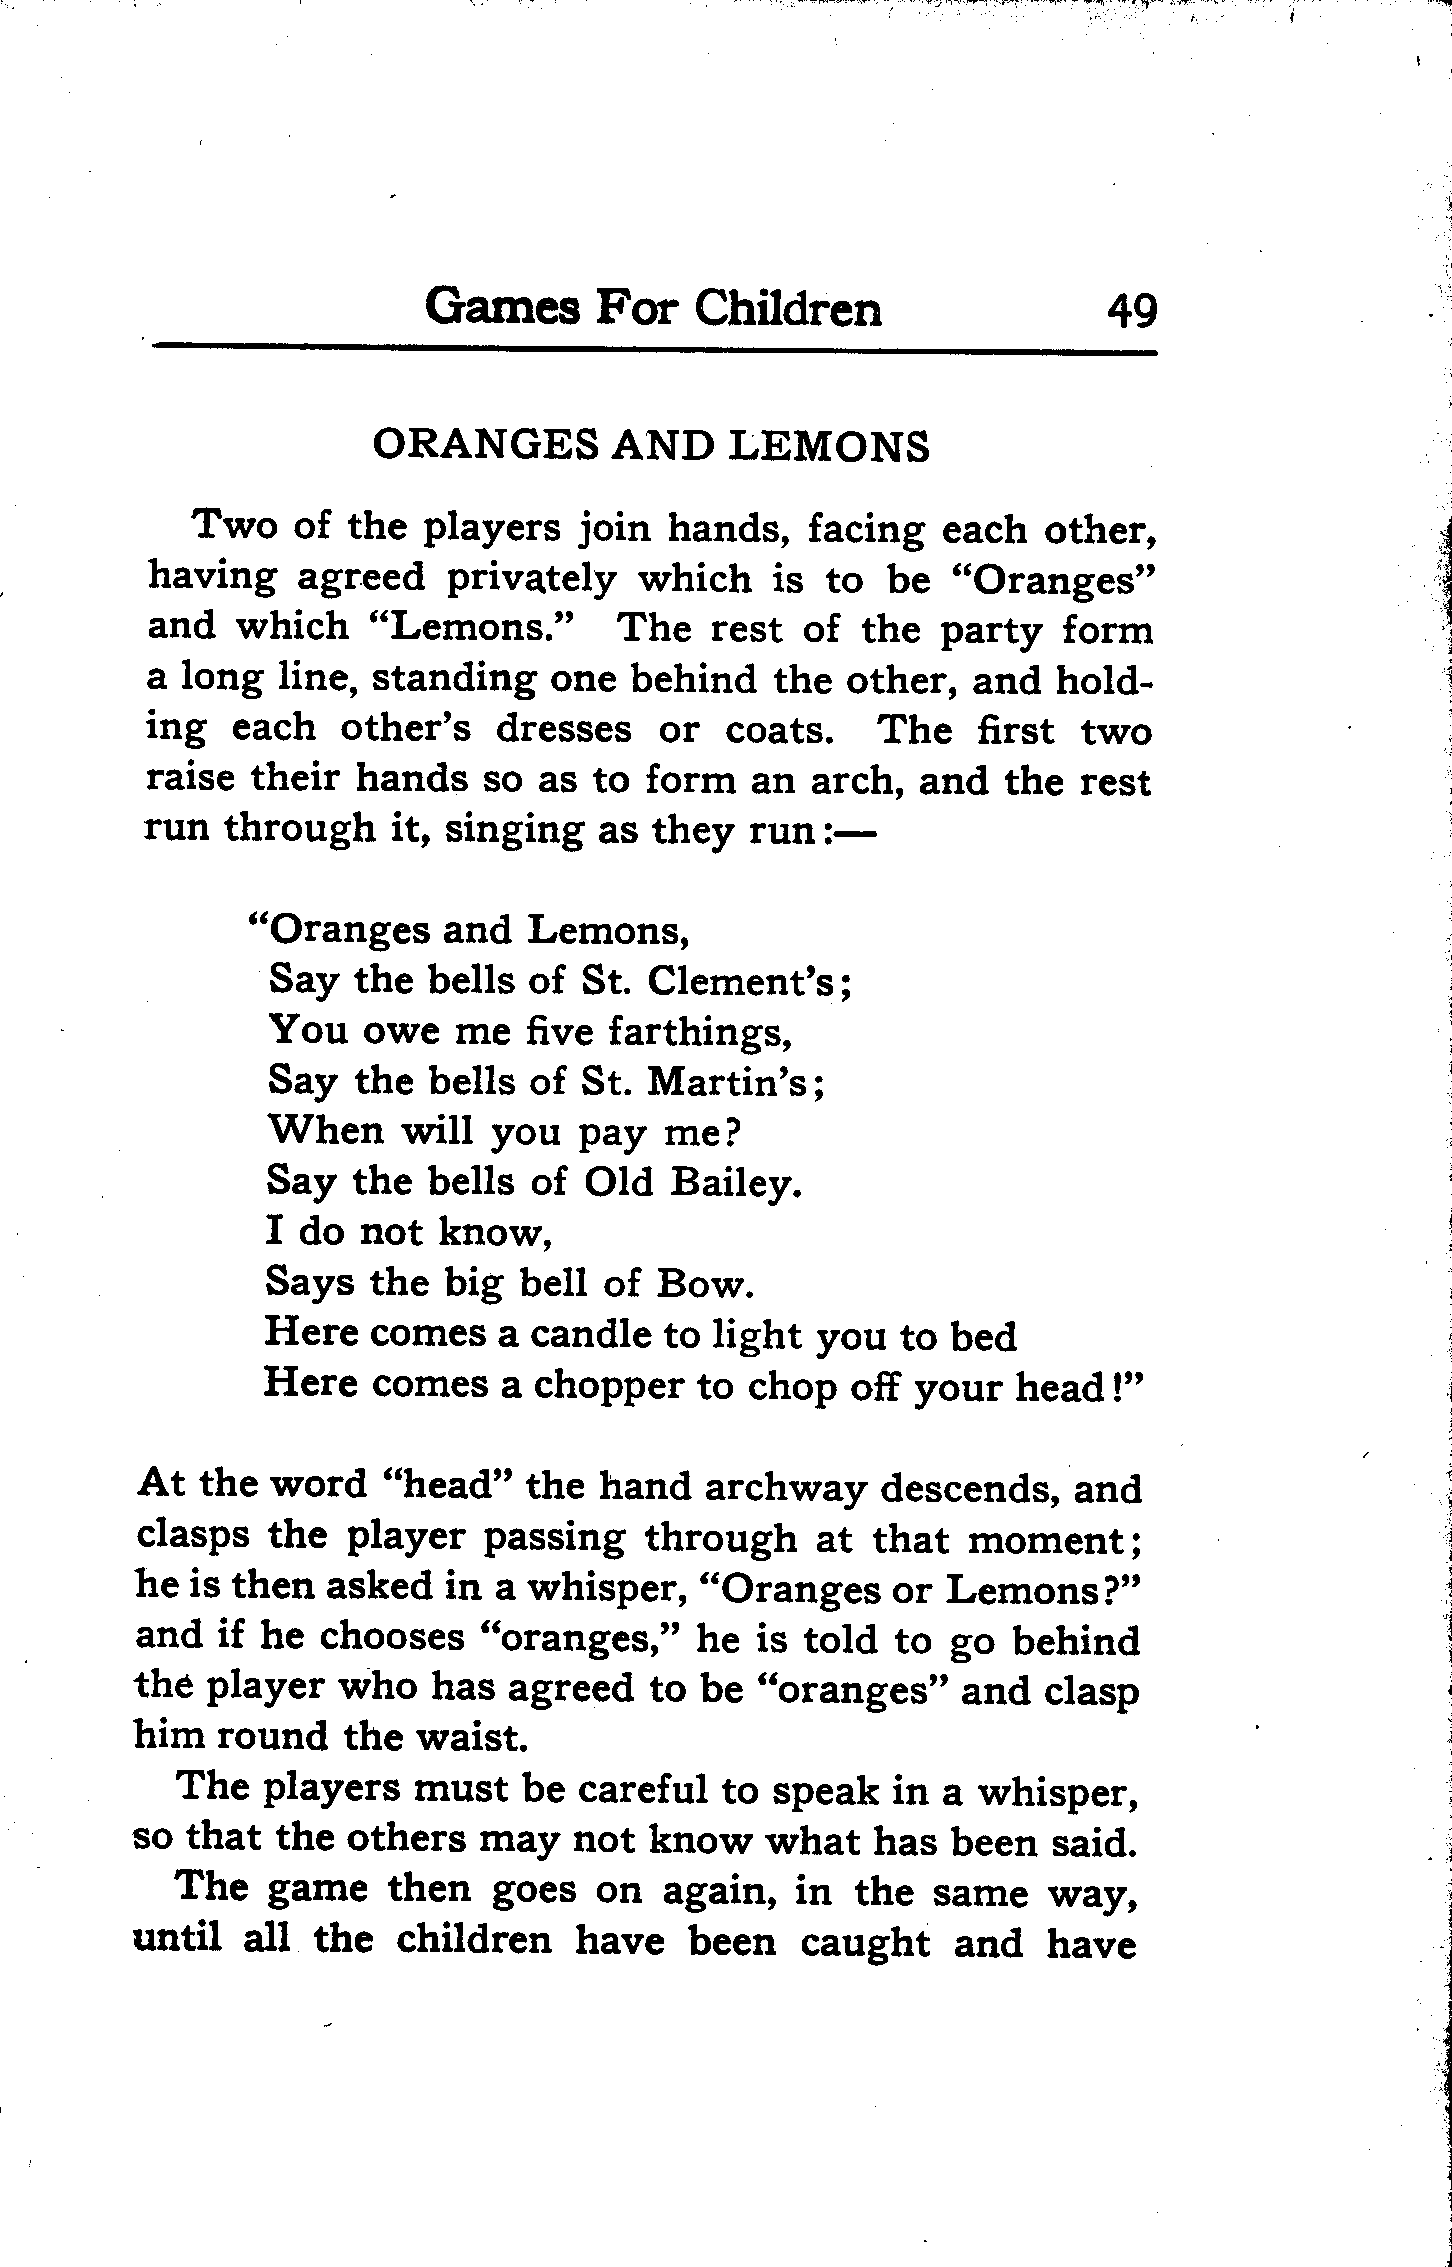 Games For Children 49
ORANGES AND LEMONS
Two of the players join hands, facing each other,
having agreed privately which is to be “Oranges”
and which “Lemons.” The rest of the party form
a long line, standing one behind the other, and hold-
ing each other’s dresses or coats. The first two
raise their hands so as to form an arch, and the rest
run through it, singing as they run:—
“Oranges and Lemons,
Say the bells of St. Clement’s;
You owe me five farthings,
Say the bells of St. Martin’s;
When will you pay me?
Say the bells of Old Bailey.
I do not know,
Says the big bell of Bow.
Here comes a candle to light you to bed
Here comes a chopper to chop off your head!”
At the word “head” the hand archway descends, and
clasps the player passing through at that moment;
he is then asked in a whisper, “Oranges or Lemons?”
and if he chooses “oranges,” he is told to go behind
the player who has agreed to be “oranges” and clasp
him round the waist.
The players must be careful to speak in a whisper,
so that the others may not know what has been said.
The game then goes on again, in the same way,
until all the children have been caught and have